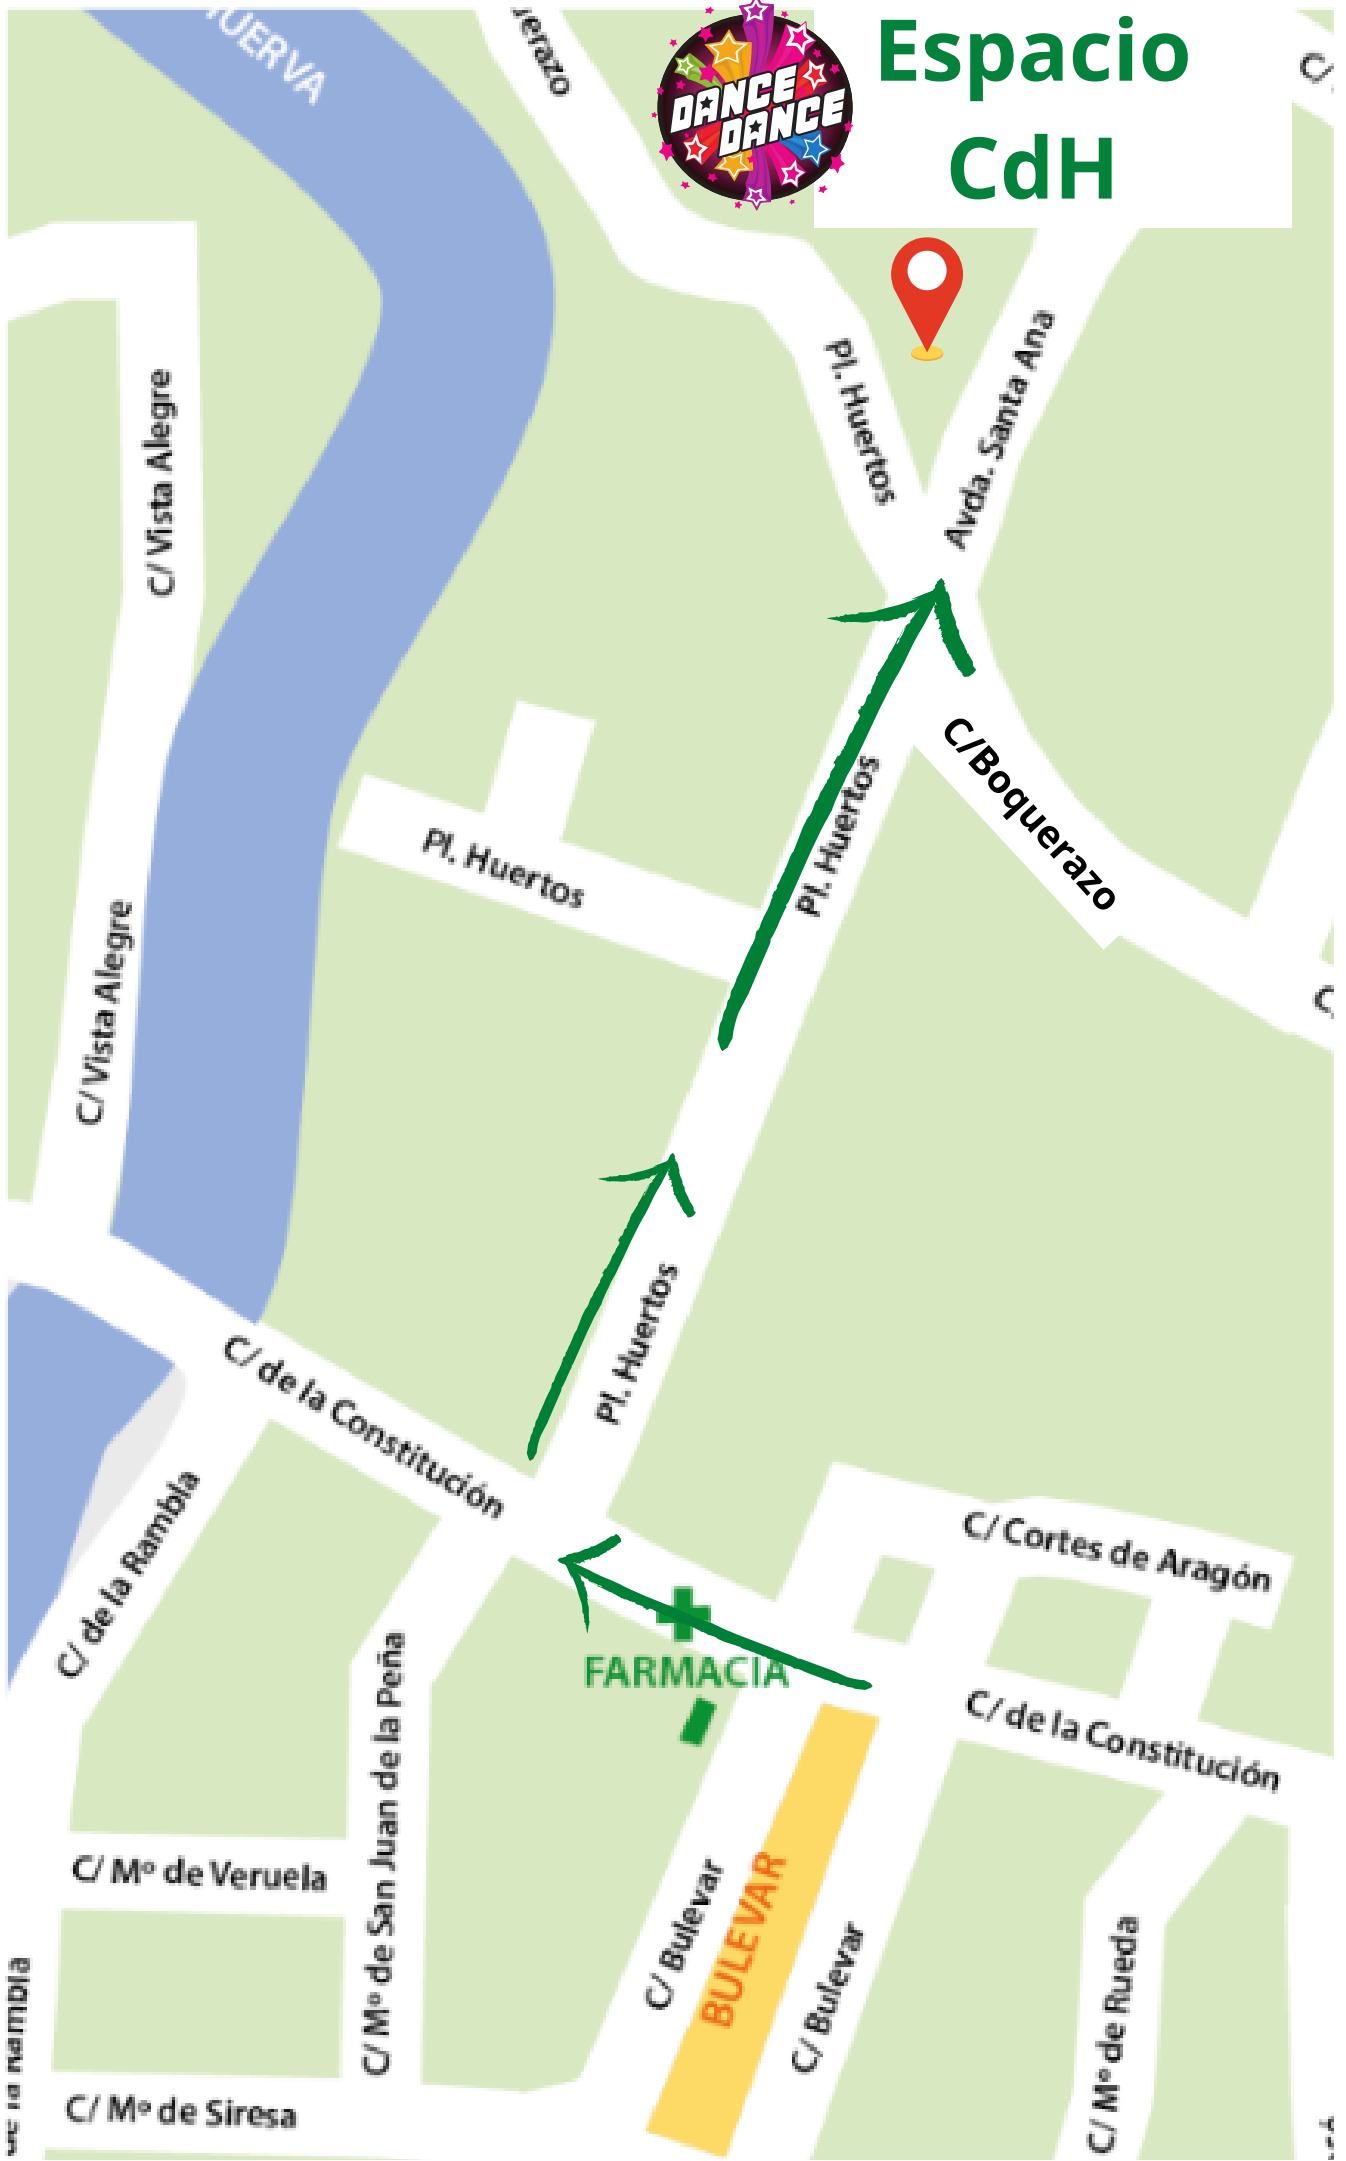 HUERVA
DANCE
DANCE
Espacio
CdH
C/
Pl. Huertos
Avda. Santa Ana
C/ Vista Alegre
C/Boquerazo
Pl. Huertos
Pl. Huertos
C/ Vista Alegre
Pl. Huertos
C/ de la Constitución
C/ de la Rambla
C/ Cortes de Aragón
FARMACIA
C/ de la Constitución
C/ Mº de San Juan de la Peña
C/ Mº de Veruela
C/ Bulevar
BULEVAR
C/ Bulevar
C/ Mº de Rueda
C/ Mº de Siresa